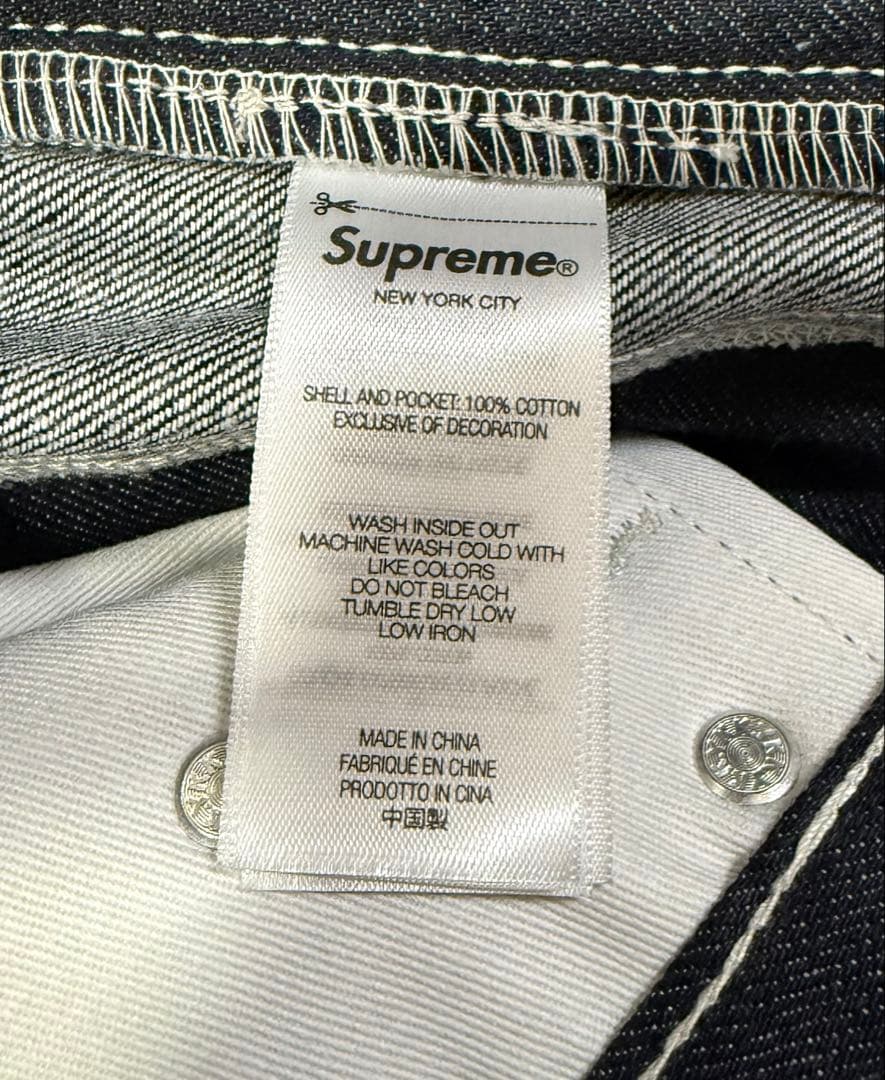 Supreme®
NEW YORK CITY
SHELL AND POCKET: 100% COTTON
EXCLUSIVE OF DECORATION
WASH INSIDE OUT
MACHINE WASH COLD WITH
LIKE COLORS
DO NOT BLEACH
TUMBLE DRY LOW
LOW IRON
MADE IN CHINA
FABRIQUÉ EN CHINE
PRODOTTO IN CINA
中国製